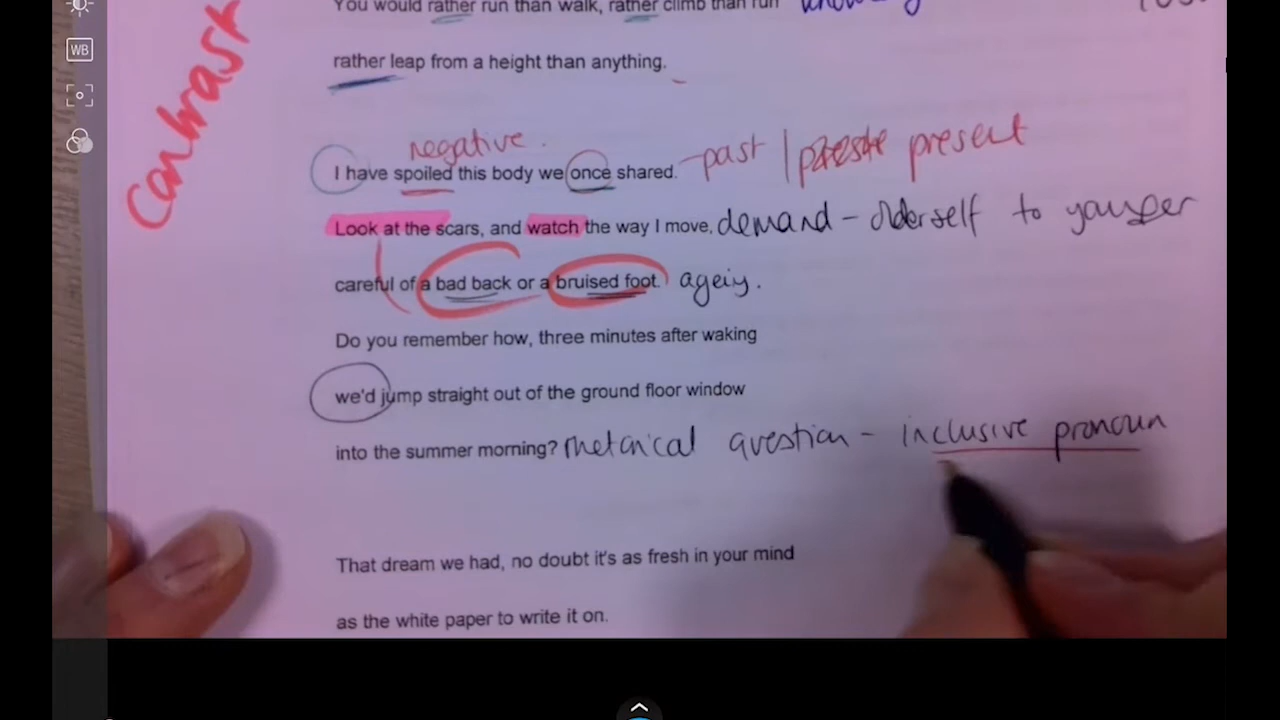 You would rather run than walk, rather climb than run
rather leap from a height than anything.
Contrast
negative.
I have spoiled this body we once shared. - past / present
Look at the scars, and watch the way I move, demand - older self to younger
careful of a bad back or a bruised foot. ageing.
Do you remember how, three minutes after waking
we'd jump straight out of the ground floor window
into the summer morning? rhetorical question - inclusive pronoun
That dream we had, no doubt it's as fresh in your mind
as the white paper to write it on.
WB